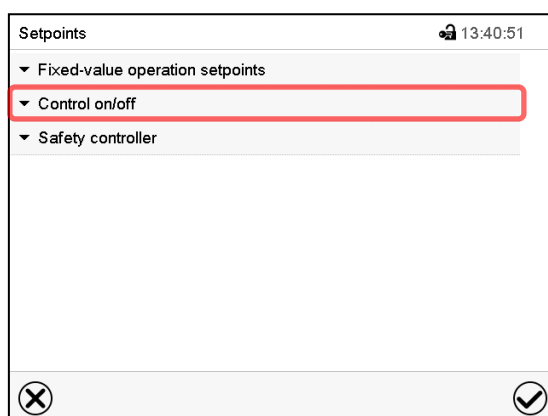 Setpoints 13:40:51
Fixed-value operation setpoints
Control on/off
Safety controller